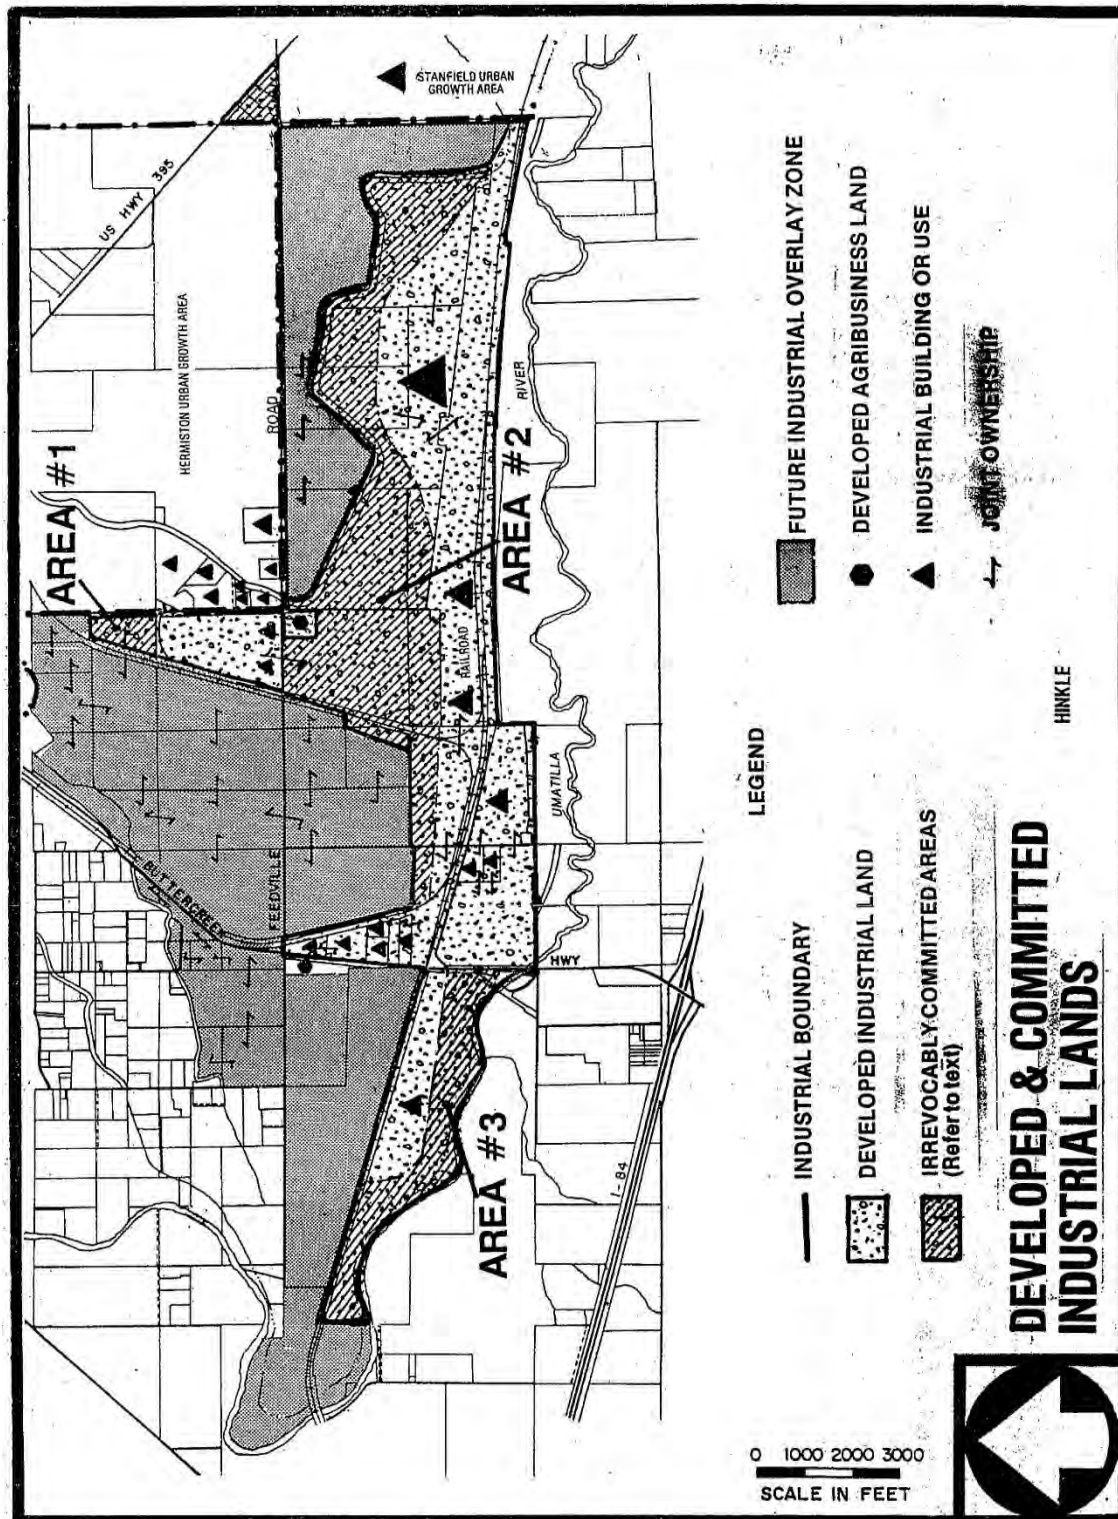 STANFIELD URBAN
GROWTH AREA
US HWY 395
HERMISTON URBAN GROWTH AREA
ROAD
AREA #1
RIVER
AREA #2
RAILROAD
BUTTERCREEK
FEEDVILLE
UMATILLA
HWY
AREA #3
I-84
LEGEND
INDUSTRIAL BOUNDARY
DEVELOPED INDUSTRIAL LAND
IRREVOCABLY COMMITTED AREAS
(Refer to text)
FUTURE INDUSTRIAL OVERLAY ZONE
DEVELOPED AGRIBUSINESS LAND
INDUSTRIAL BUILDING OR USE
JOINT OWNERSHIP
HINKLE
DEVELOPED & COMMITTED
INDUSTRIAL LANDS
0 1000 2000 3000
SCALE IN FEET